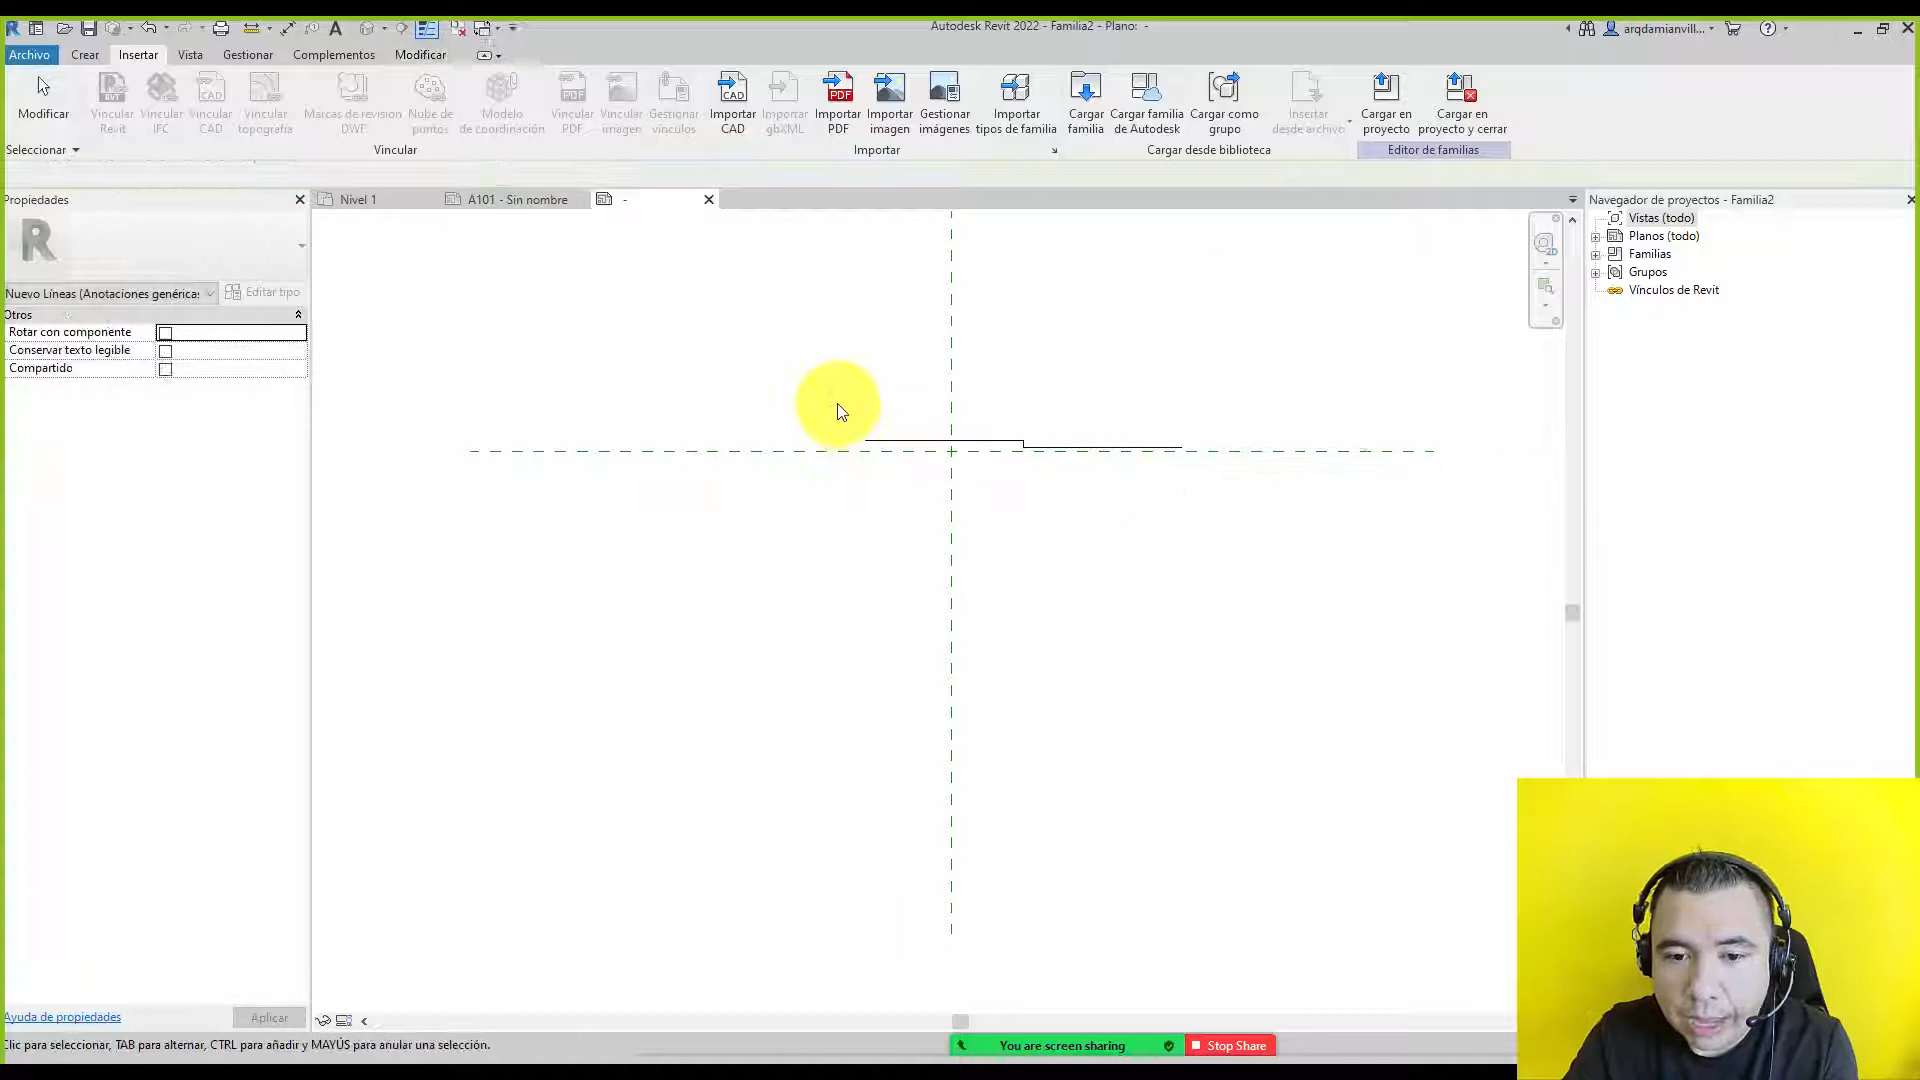 Autodesk Revit 2022 - Familia2 - Plano: -
arqdamianvill...
Archivo Crear Insertar Vista Gestionar Complementos Modificar
Modificar
Vincular Revit
Vincular IFC
Vincular CAD
Vincular topografía
Marcas de revisión DWF
Nube de puntos
Modelo de coordinación
Vincular PDF
Vincular imagen
Gestionar vínculos
Importar CAD
Importar gbXML
Importar PDF
Importar imagen
Gestionar imágenes
Importar tipos de familia
Cargar familia
Cargar familia de Autodesk
Cargar como grupo
Insertar desde archivo
Cargar en proyecto
Cargar en proyecto y cerrar
Seleccionar
Vincular
Importar
Cargar desde biblioteca
Editor de familias
Propiedades
Nivel 1
A101 - Sin nombre
-
Navegador de proyectos - Familia2
Vistas (todo)
Planos (todo)
Familias
Grupos
Vínculos de Revit
2D
Nuevo Líneas (Anotaciones genéricas
Editar tipo
Otros
Rotar con componente
Conservar texto legible
Compartido
Ayuda de propiedades
Aplicar
Clic para seleccionar, TAB para alternar, CTRL para añadir y MAYÚS para anular una selección.
You are screen sharing
Stop Share